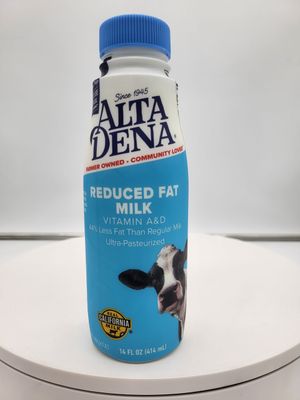 Since 1945
ALTA
DENA®
FARMER OWNED • COMMUNITY LOVED
REDUCED FAT
MILK
VITAMIN A&D
44% Less Fat Than Regular Milk
Ultra-Pasteurized
REAL
CALIFORNIA
MILK
14 FL OZ (414 mL)